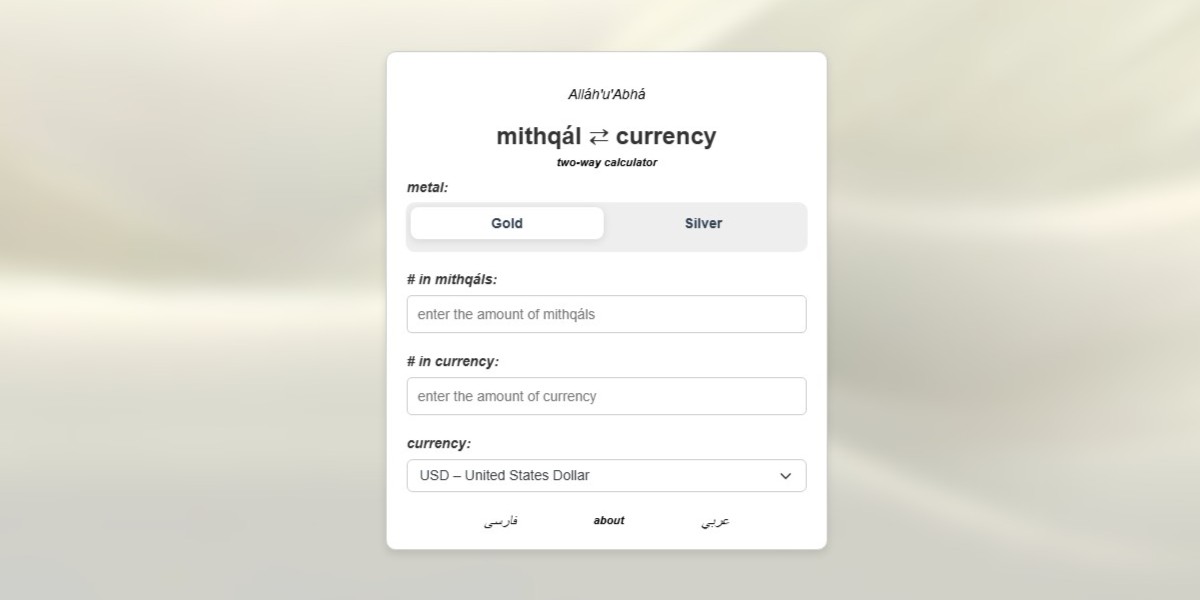 Alláh'u'Abhá
mithqál ⇄ currency
two-way calculator
metal:
Gold Silver
# in mithqáls:
enter the amount of mithqáls
# in currency:
enter the amount of currency
currency:
USD – United States Dollar
فارسی about عربي